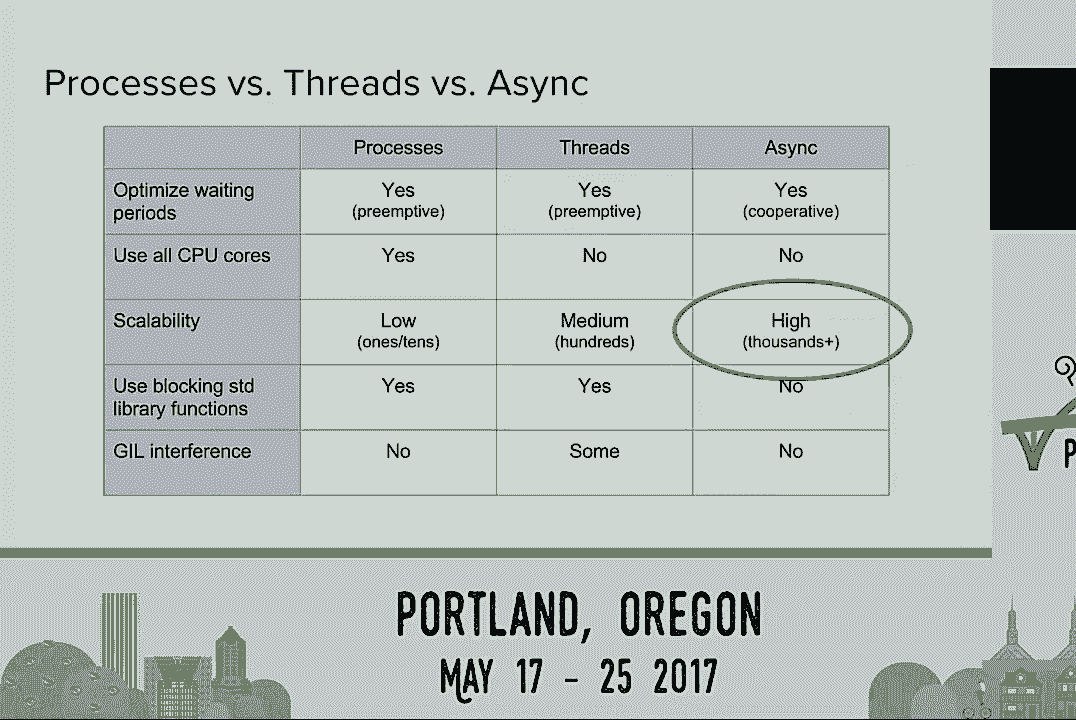 Processes vs. Threads vs. Async
Processes Threads Async
Optimize waiting periods Yes (preemptive) Yes (preemptive) Yes (cooperative)
Use all CPU cores Yes No No
Scalability Low (ones/tens) Medium (hundreds) High (thousands+)
Use blocking std library functions Yes Yes No
GIL interference No Some No
PORTLAND, OREGON
MAY 17 - 25 2017